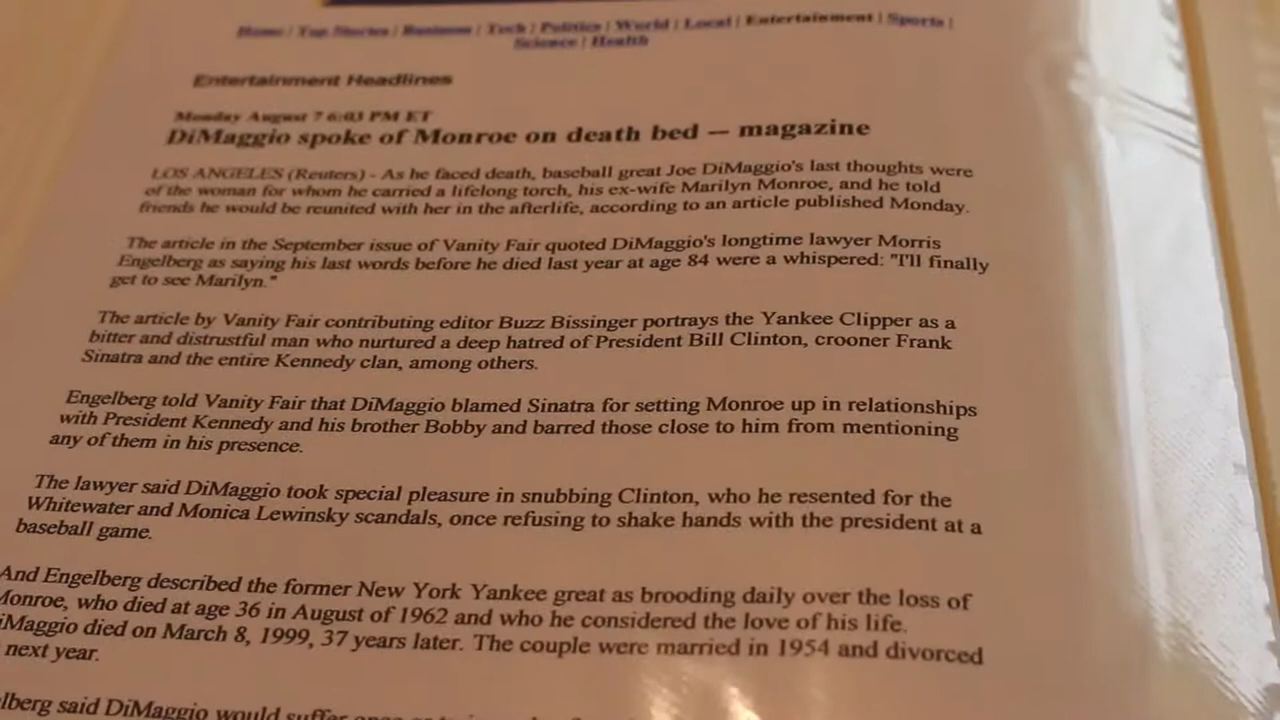 Home | Top Stories | Business | Tech | Politics | World | Local | Entertainment | Sports |
Science | Health
Entertainment Headlines
Monday August 7 6:03 PM ET
DiMaggio spoke of Monroe on death bed -- magazine
LOS ANGELES (Reuters) - As he faced death, baseball great Joe DiMaggio's last thoughts were
of the woman for whom he carried a lifelong torch, his ex-wife Marilyn Monroe, and he told
friends he would be reunited with her in the afterlife, according to an article published Monday.
The article in the September issue of Vanity Fair quoted DiMaggio's longtime lawyer Morris
Engelberg as saying his last words before he died last year at age 84 were a whispered: "I'll finally
get to see Marilyn."
The article by Vanity Fair contributing editor Buzz Bissinger portrays the Yankee Clipper as a
bitter and distrustful man who nurtured a deep hatred of President Bill Clinton, crooner Frank
Sinatra and the entire Kennedy clan, among others.
Engelberg told Vanity Fair that DiMaggio blamed Sinatra for setting Monroe up in relationships
with President Kennedy and his brother Bobby and barred those close to him from mentioning
any of them in his presence.
The lawyer said DiMaggio took special pleasure in snubbing Clinton, who he resented for the
Whitewater and Monica Lewinsky scandals, once refusing to shake hands with the president at a
baseball game.
And Engelberg described the former New York Yankee great as brooding daily over the loss of
Monroe, who died at age 36 in August of 1962 and who he considered the love of his life.
iMaggio died on March 8, 1999, 37 years later. The couple were married in 1954 and divorced
next year.
lberg said DiMaggio would suffer